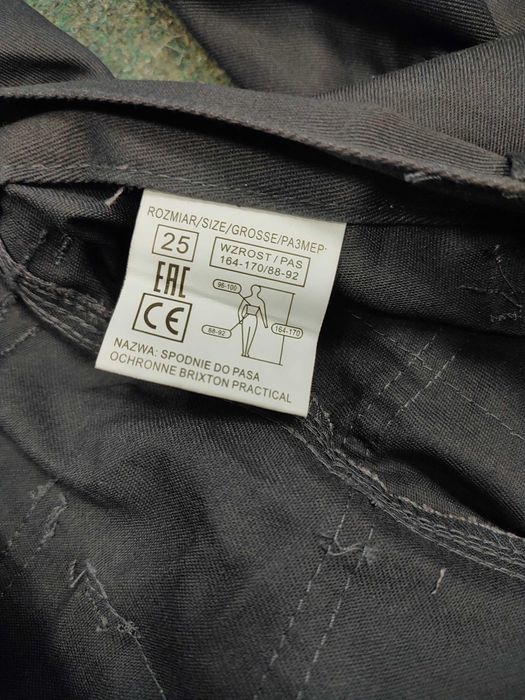 ROZMIAR/SIZE/GROSSE/РАЗМЕР:
25
WZROST / PAS
164-170/88-92
EAC
CE
96-100
88-92
164-170
NAZWA: SPODNIE DO PASA
OCHRONNE BRIXTON PRACTICAL